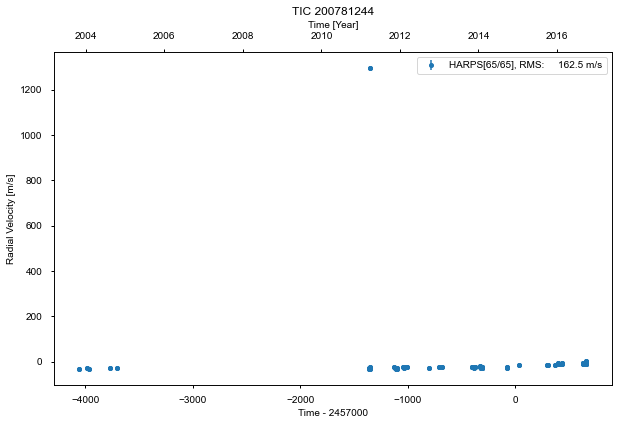 TIC 200781244
Time [Year]
2004 2006 2008 2010 2012 2014 2016
HARPS[65/65], RMS: 162.5 m/s
1200
1000
800
600
400
200
0
Radial Velocity [m/s]
−4000 −3000 −2000 −1000 0
Time - 2457000